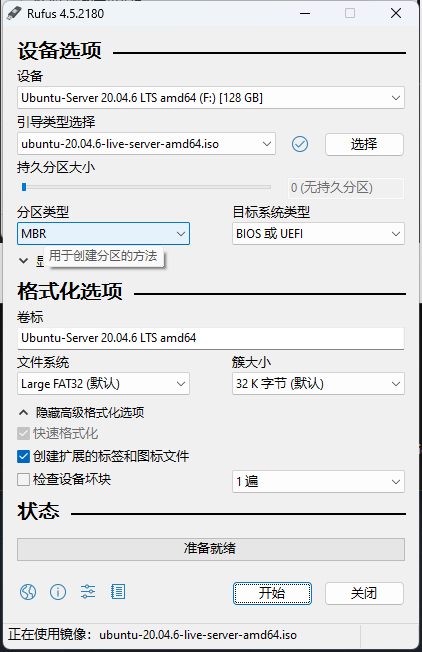 Rufus 4.5.2180
设备选项
设备
Ubuntu-Server 20.04.6 LTS amd64 (F:) [128 GB]
引导类型选择
ubuntu-20.04.6-live-server-amd64.iso
选择
持久分区大小
0 (无持久分区)
分区类型
目标系统类型
MBR
BIOS 或 UEFI
用于创建分区的方法
格式化选项
卷标
Ubuntu-Server 20.04.6 LTS amd64
文件系统
簇大小
Large FAT32 (默认)
32 K 字节 (默认)
隐藏高级格式化选项
快速格式化
创建扩展的标签和图标文件
检查设备坏块
1 遍
状态
准备就绪
开始
关闭
正在使用镜像: ubuntu-20.04.6-live-server-amd64.iso